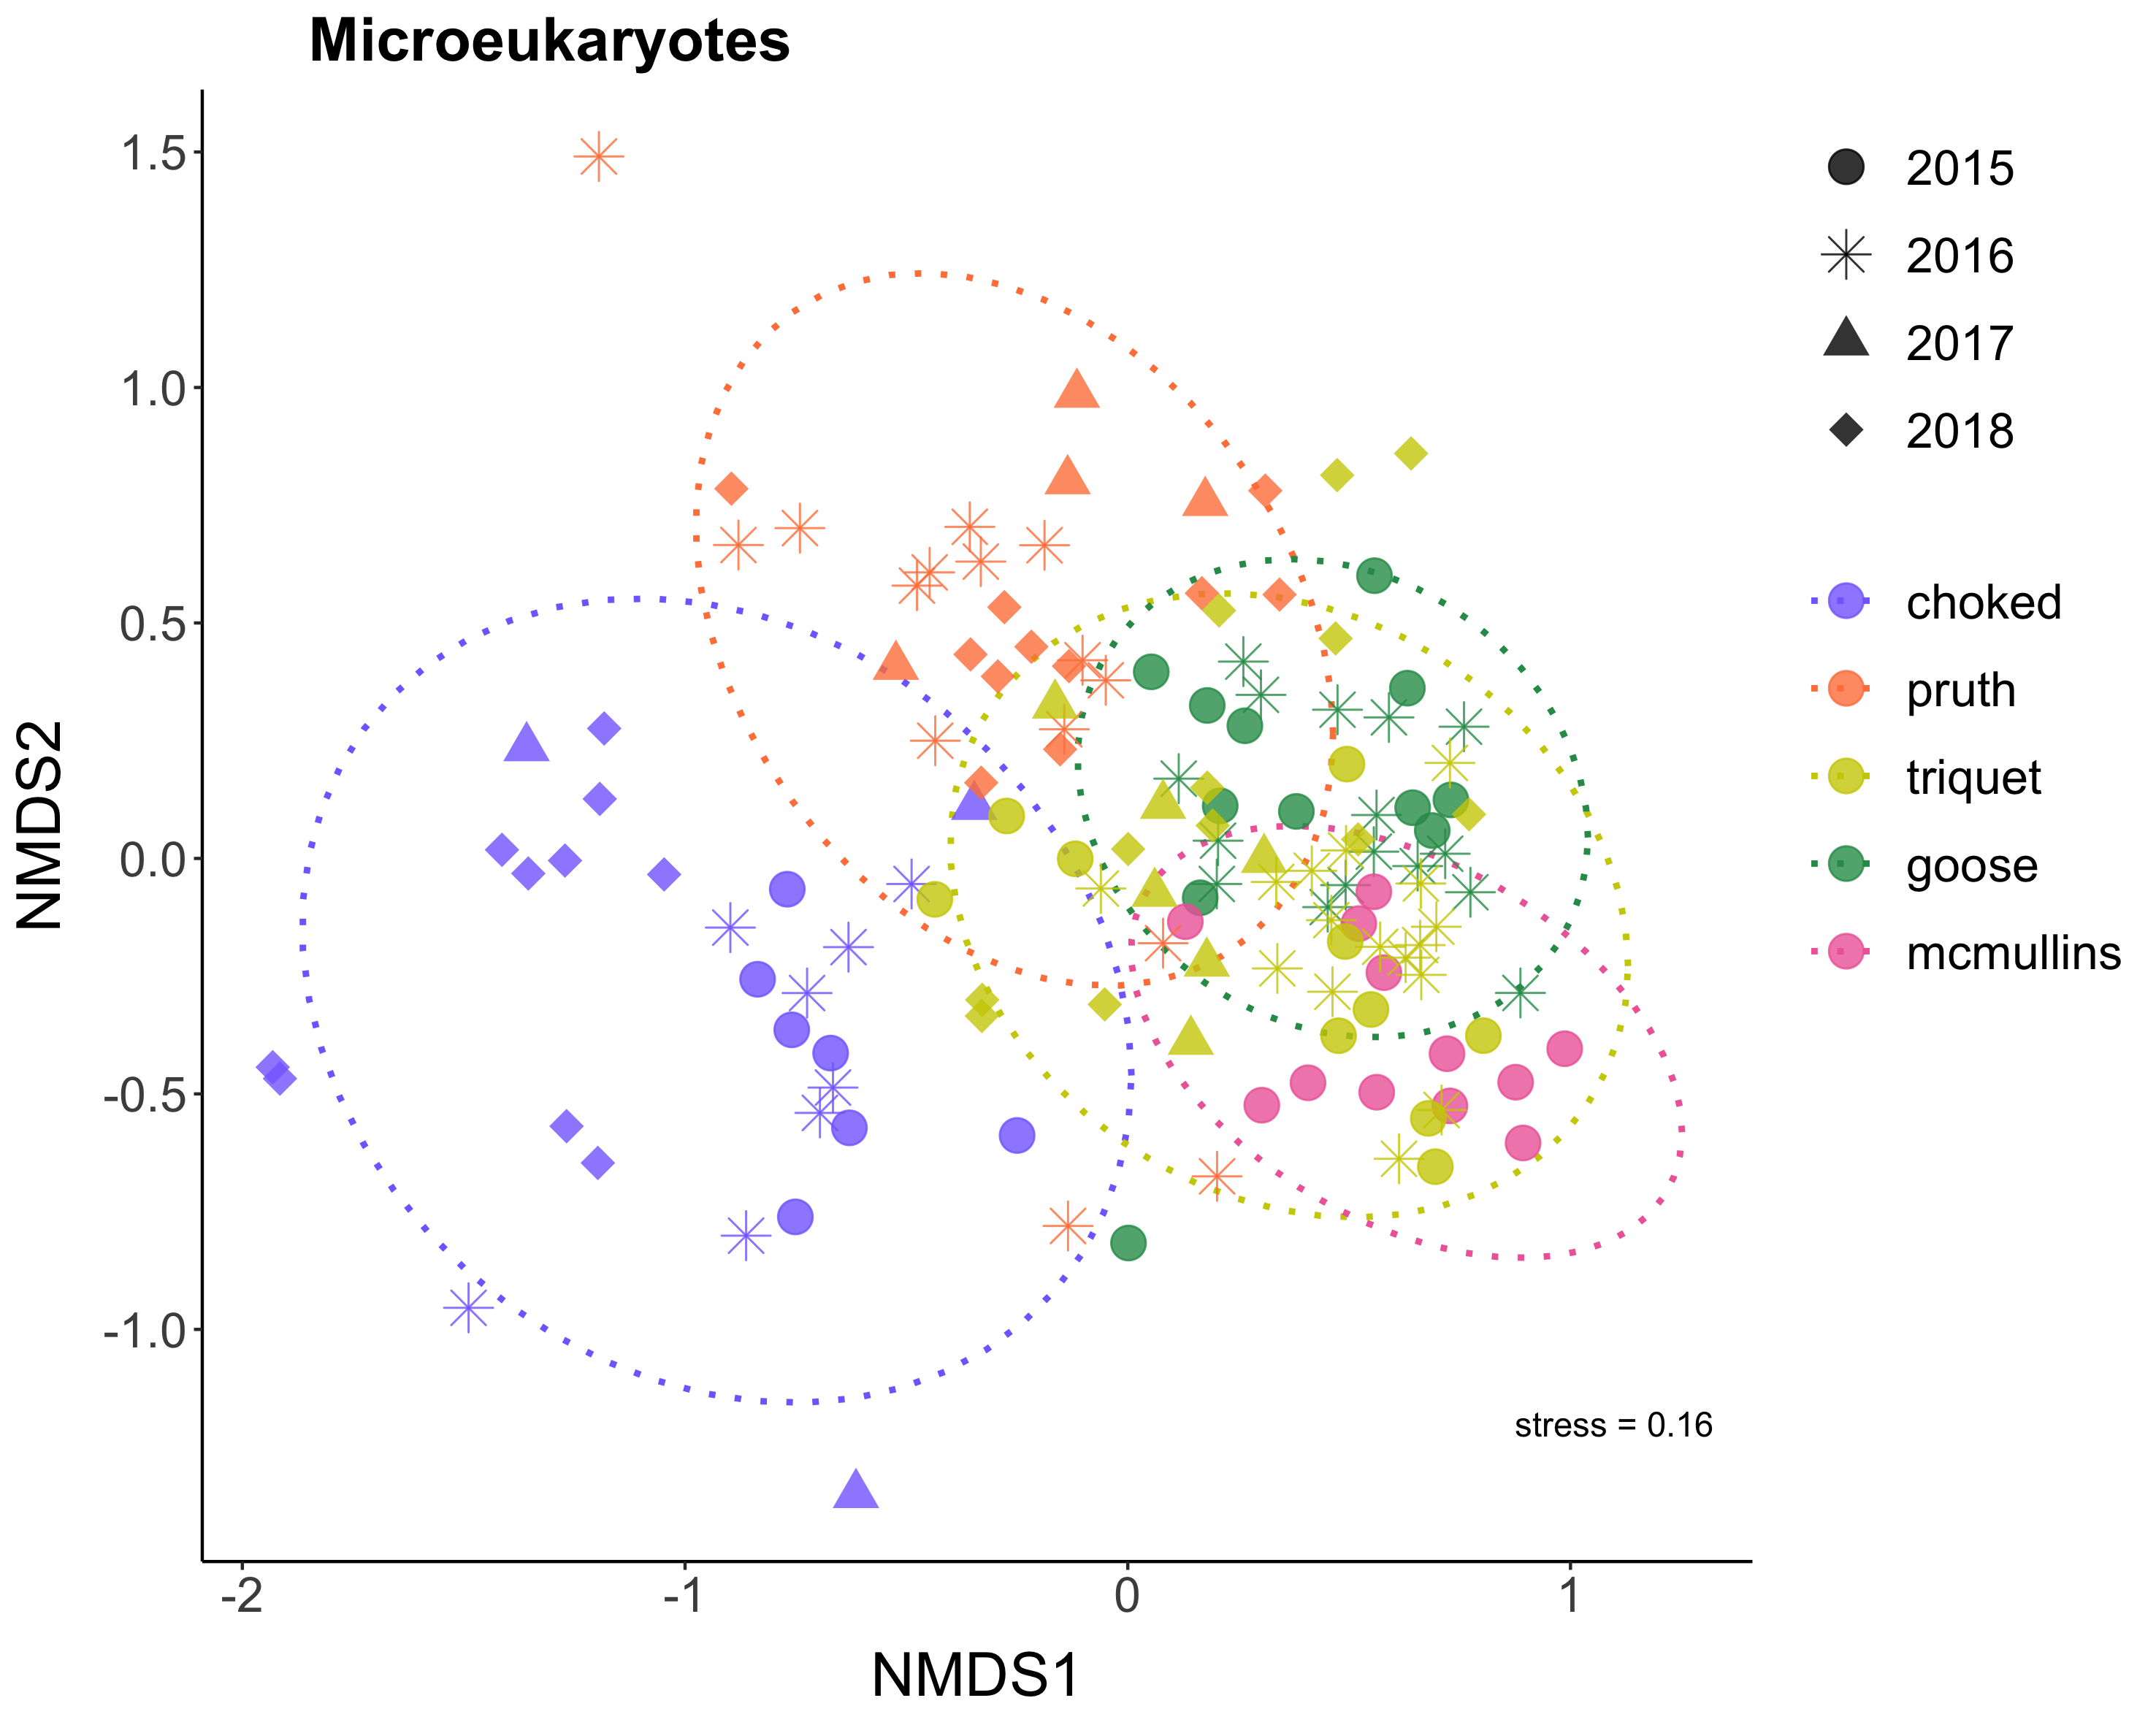 Microeukaryotes
1.5
1.0
0.5
0.0
-0.5
-1.0
NMDS2
-2
-1
0
1
NMDS1
stress = 0.16
2015
2016
2017
2018
choked
pruth
triquet
goose
mcmullins